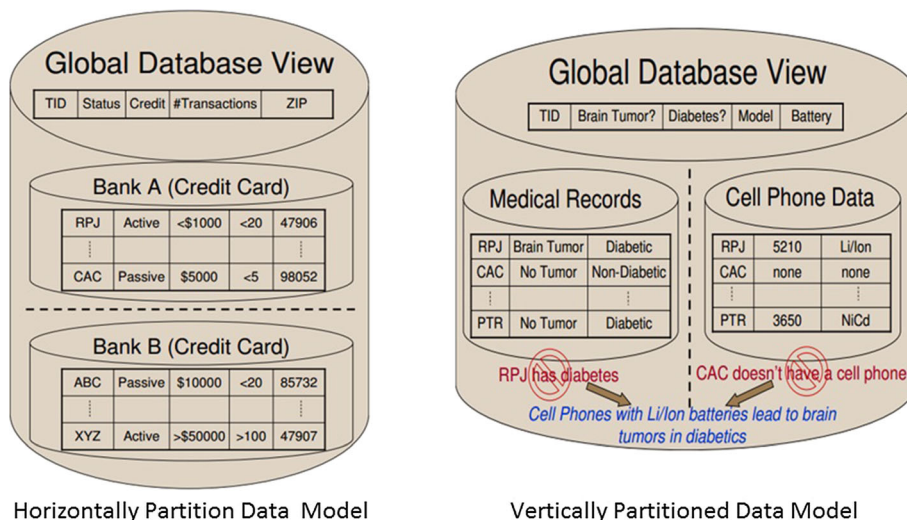 Global Database View
TID Status Credit #Transactions ZIP
Bank A (Credit Card)
RPJ Active <$1000 <20 47906
CAC Passive $5000 <5 98052
Bank B (Credit Card)
ABC Passive $10000 <20 85732
XYZ Active >$50000 >100 47907
Horizontally Partition Data Model
Global Database View
TID Brain Tumor? Diabetes? Model Battery
Medical Records
RPJ Brain Tumor Diabetic
CAC No Tumor Non-Diabetic
PTR No Tumor Diabetic
Cell Phone Data
RPJ 5210 Li/Ion
CAC none none
PTR 3650 NiCd
RPJ has diabetes
CAC doesn't have a cell phone
Cell Phones with Li/Ion batteries lead to brain
tumors in diabetics
Vertically Partitioned Data Model